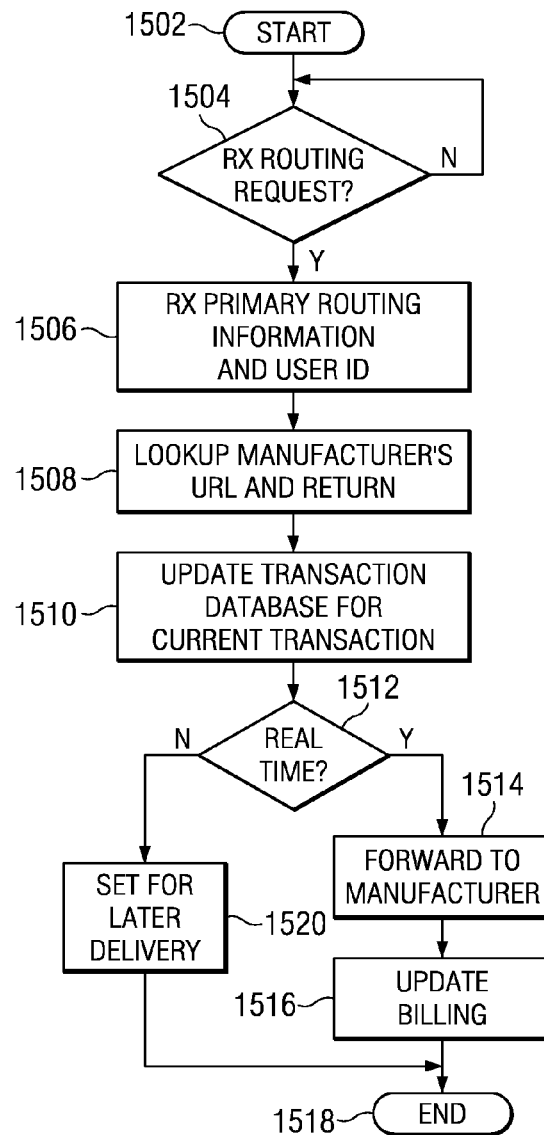 1502
START
1504
RX ROUTING
REQUEST?
N
Y
1506
RX PRIMARY ROUTING
INFORMATION
AND USER ID
1508
LOOKUP MANUFACTURER'S
URL AND RETURN
1510
UPDATE TRANSACTION
DATABASE FOR
CURRENT TRANSACTION
1512
N
REAL
TIME?
Y
1514
FORWARD TO
MANUFACTURER
SET FOR
LATER
DELIVERY
1520
1516
UPDATE
BILLING
1518
END